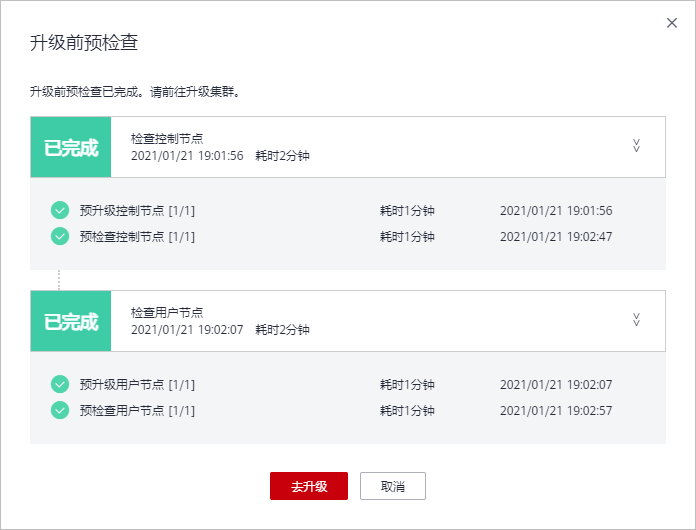 升级前预检查
升级前预检查已完成。请前往升级集群。
已完成
检查控制节点
2021/01/21 19:01:56 耗时2分钟
预升级控制节点 [1/1] 耗时1分钟 2021/01/21 19:01:56
预检查控制节点 [1/1] 耗时1分钟 2021/01/21 19:02:47
已完成
检查用户节点
2021/01/21 19:02:07 耗时2分钟
预升级用户节点 [1/1] 耗时1分钟 2021/01/21 19:02:07
预检查用户节点 [1/1] 耗时1分钟 2021/01/21 19:02:57
去升级 取消